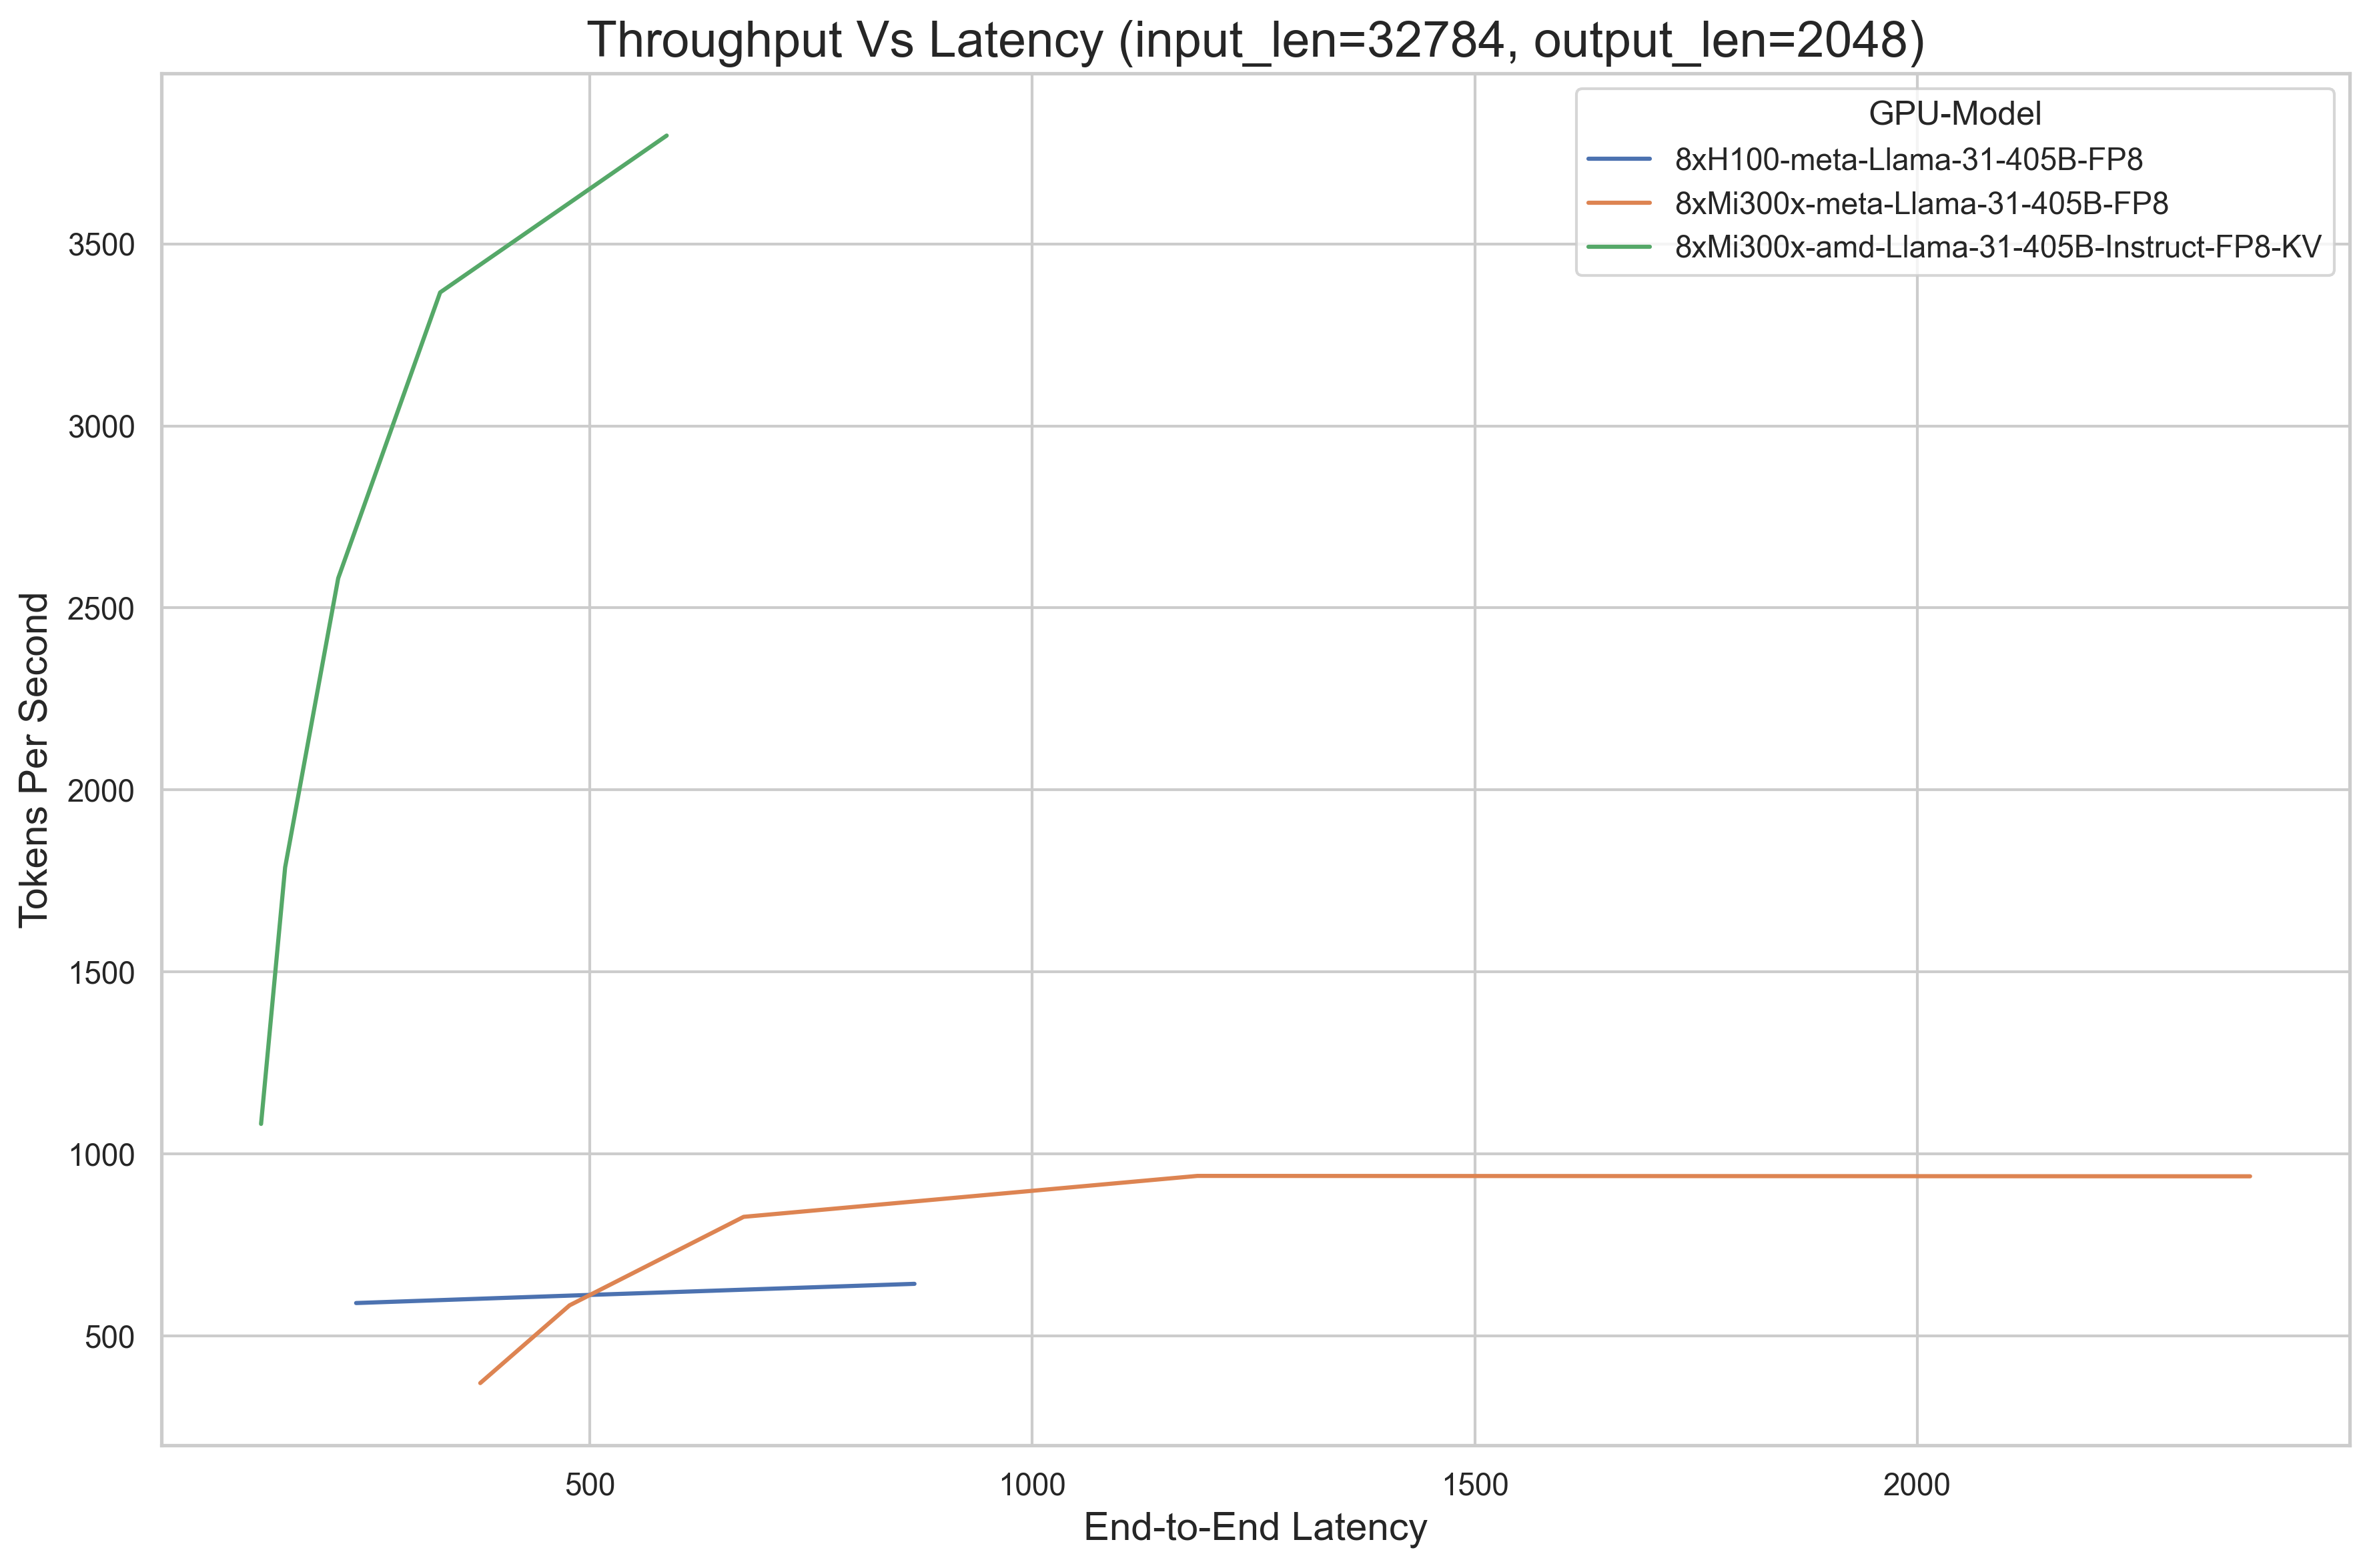 Throughput Vs Latency (input_len=32784, output_len=2048)
GPU-Model
8xH100-meta-Llama-31-405B-FP8
8xMi300x-meta-Llama-31-405B-FP8
8xMi300x-amd-Llama-31-405B-Instruct-FP8-KV
Tokens Per Second
3500
3000
2500
2000
1500
1000
500
500 1000 1500 2000
End-to-End Latency